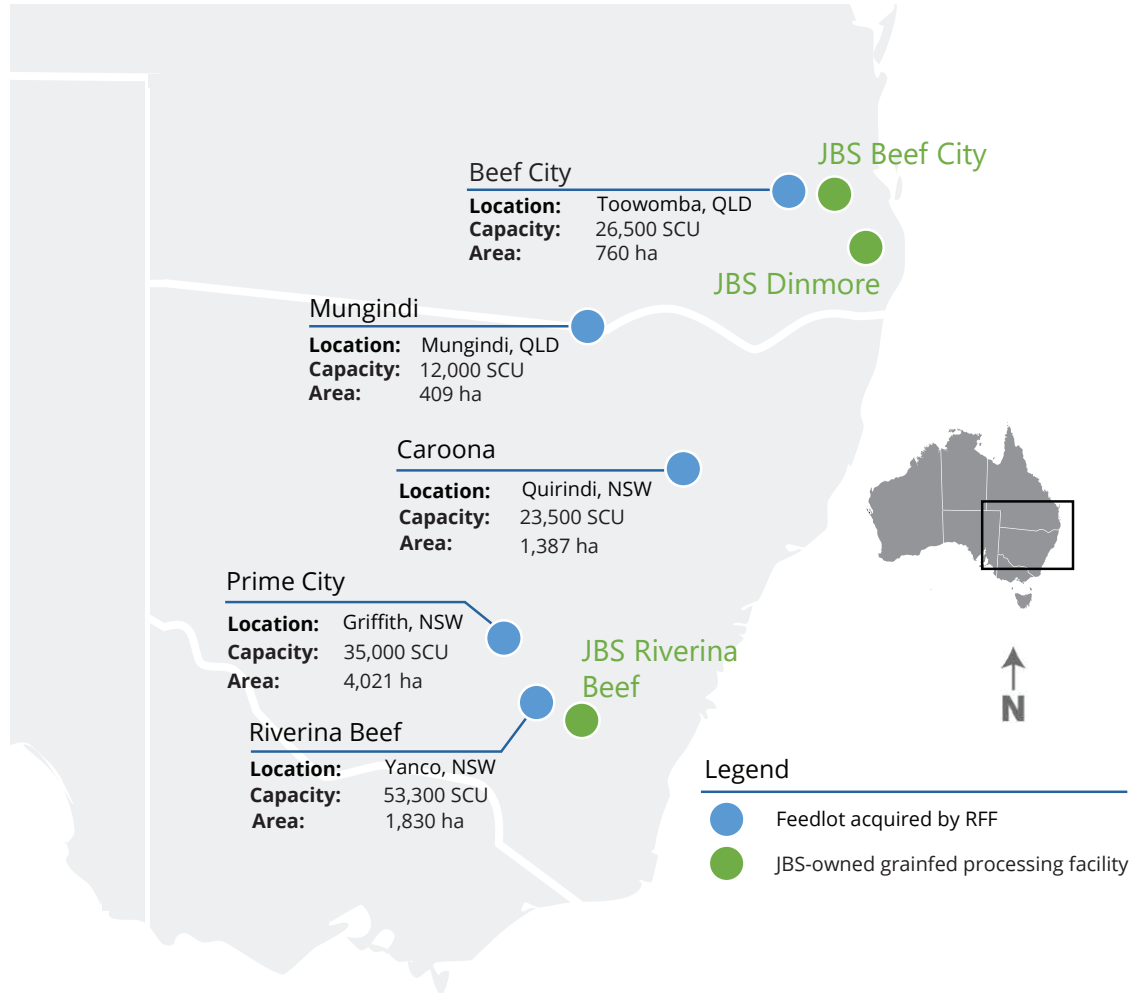 JBS Beef City
Beef City
Location: Toowomba, QLD
Capacity: 26,500 SCU
Area: 760 ha
JBS Dinmore
Mungindi
Location: Mungindi, QLD
Capacity: 12,000 SCU
Area: 409 ha
Caroona
Location: Quirindi, NSW
Capacity: 23,500 SCU
Area: 1,387 ha
Prime City
Location: Griffith, NSW
Capacity: 35,000 SCU
Area: 4,021 ha
JBS Riverina
Beef
Riverina Beef
Location: Yanco, NSW
Capacity: 53,300 SCU
Area: 1,830 ha
N
Legend
Feedlot acquired by RFF
JBS-owned grainfed processing facility